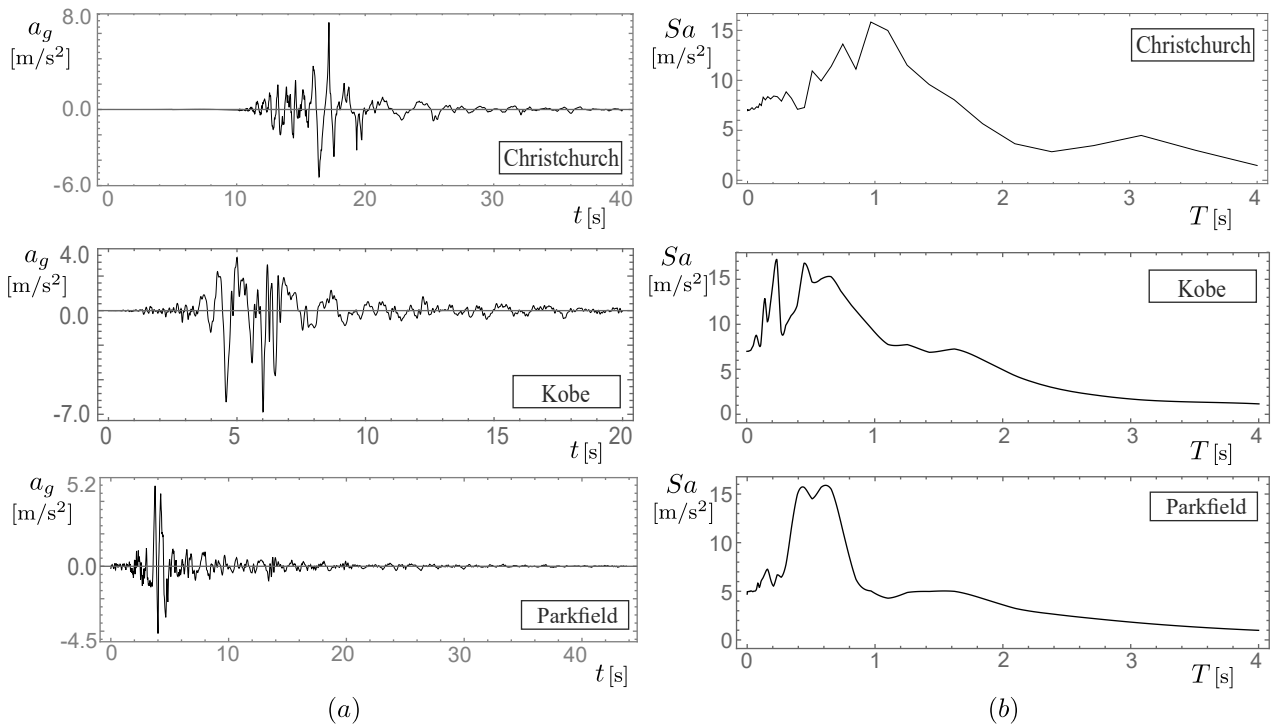 a_g
[m/s²]
8.0
0.0
-6.0
0 10 20 30 40
t [s]
Christchurch
Sa
[m/s²]
15
10
5
0
0 1 2 3 4
T [s]
Christchurch
a_g
[m/s²]
4.0
0.0
-7.0
0 5 10 15 20
t [s]
Kobe
Sa
[m/s²]
15
10
5
0
0 1 2 3 4
T [s]
Kobe
a_g
[m/s²]
5.2
0.0
-4.5
0 10 20 30 40
t [s]
Parkfield
Sa
[m/s²]
15
10
5
0
0 1 2 3 4
T [s]
Parkfield
(a)
(b)